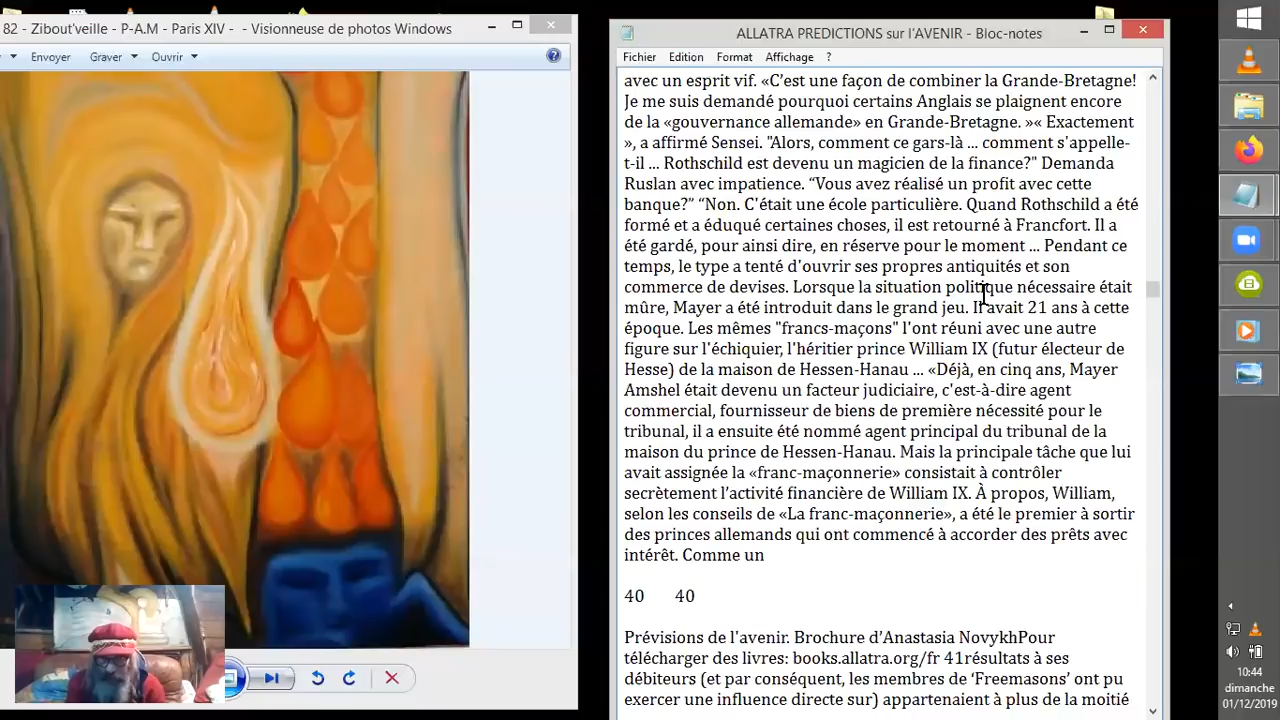 82 - Zibout'veille - P-A-M - Paris XIV - - Visionneuse de photos Windows
Envoyer Graver Ouvrir
ALLATRA PREDICTIONS sur l'AVENIR - Bloc-notes
Fichier Edition Format Affichage ?
avec un esprit vif. «C'est une façon de combiner la Grande-Bretagne!
Je me suis demandé pourquoi certains Anglais se plaignent encore
de la «gouvernance allemande» en Grande-Bretagne. »« Exactement
», a affirmé Sensei. "Alors, comment ce gars-là ... comment s'appelle-
t-il ... Rothschild est devenu un magicien de la finance?" Demanda
Ruslan avec impatience. “Vous avez réalisé un profit avec cette
banque?” “Non. C'était une école particulière. Quand Rothschild a été
formé et a éduqué certaines choses, il est retourné à Francfort. Il a
été gardé, pour ainsi dire, en réserve pour le moment ... Pendant ce
temps, le type a tenté d'ouvrir ses propres antiquités et son
commerce de devises. Lorsque la situation politique nécessaire était
mûre, Mayer a été introduit dans le grand jeu. Il avait 21 ans à cette
époque. Les mêmes "francs-maçons" l'ont réuni avec une autre
figure sur l'échiquier, l'héritier prince William IX (futur électeur de
Hesse) de la maison de Hessen-Hanau ... «Déjà, en cinq ans, Mayer
Amshel était devenu un facteur judiciaire, c'est-à-dire agent
commercial, fournisseur de biens de première nécessité pour le
tribunal, il a ensuite été nommé agent principal du tribunal de la
maison du prince de Hessen-Hanau. Mais la principale tâche que lui
avait assignée la «franc-maçonnerie» consistait à contrôler
secrètement l’activité financière de William IX. À propos, William,
selon les conseils de «La franc-maçonnerie», a été le premier à sortir
des princes allemands qui ont commencé à accorder des prêts avec
intérêt. Comme un
40 40
Prévisions de l'avenir. Brochure d’Anastasia NovykhPour
télécharger des livres: books.allatra.org/fr 41résultats à ses
débiteurs (et par conséquent, les membres de ‘Freemasons’ ont pu
exercer une influence directe sur) appartenaient à plus de la moitié
10:44
dimanche
01/12/2019